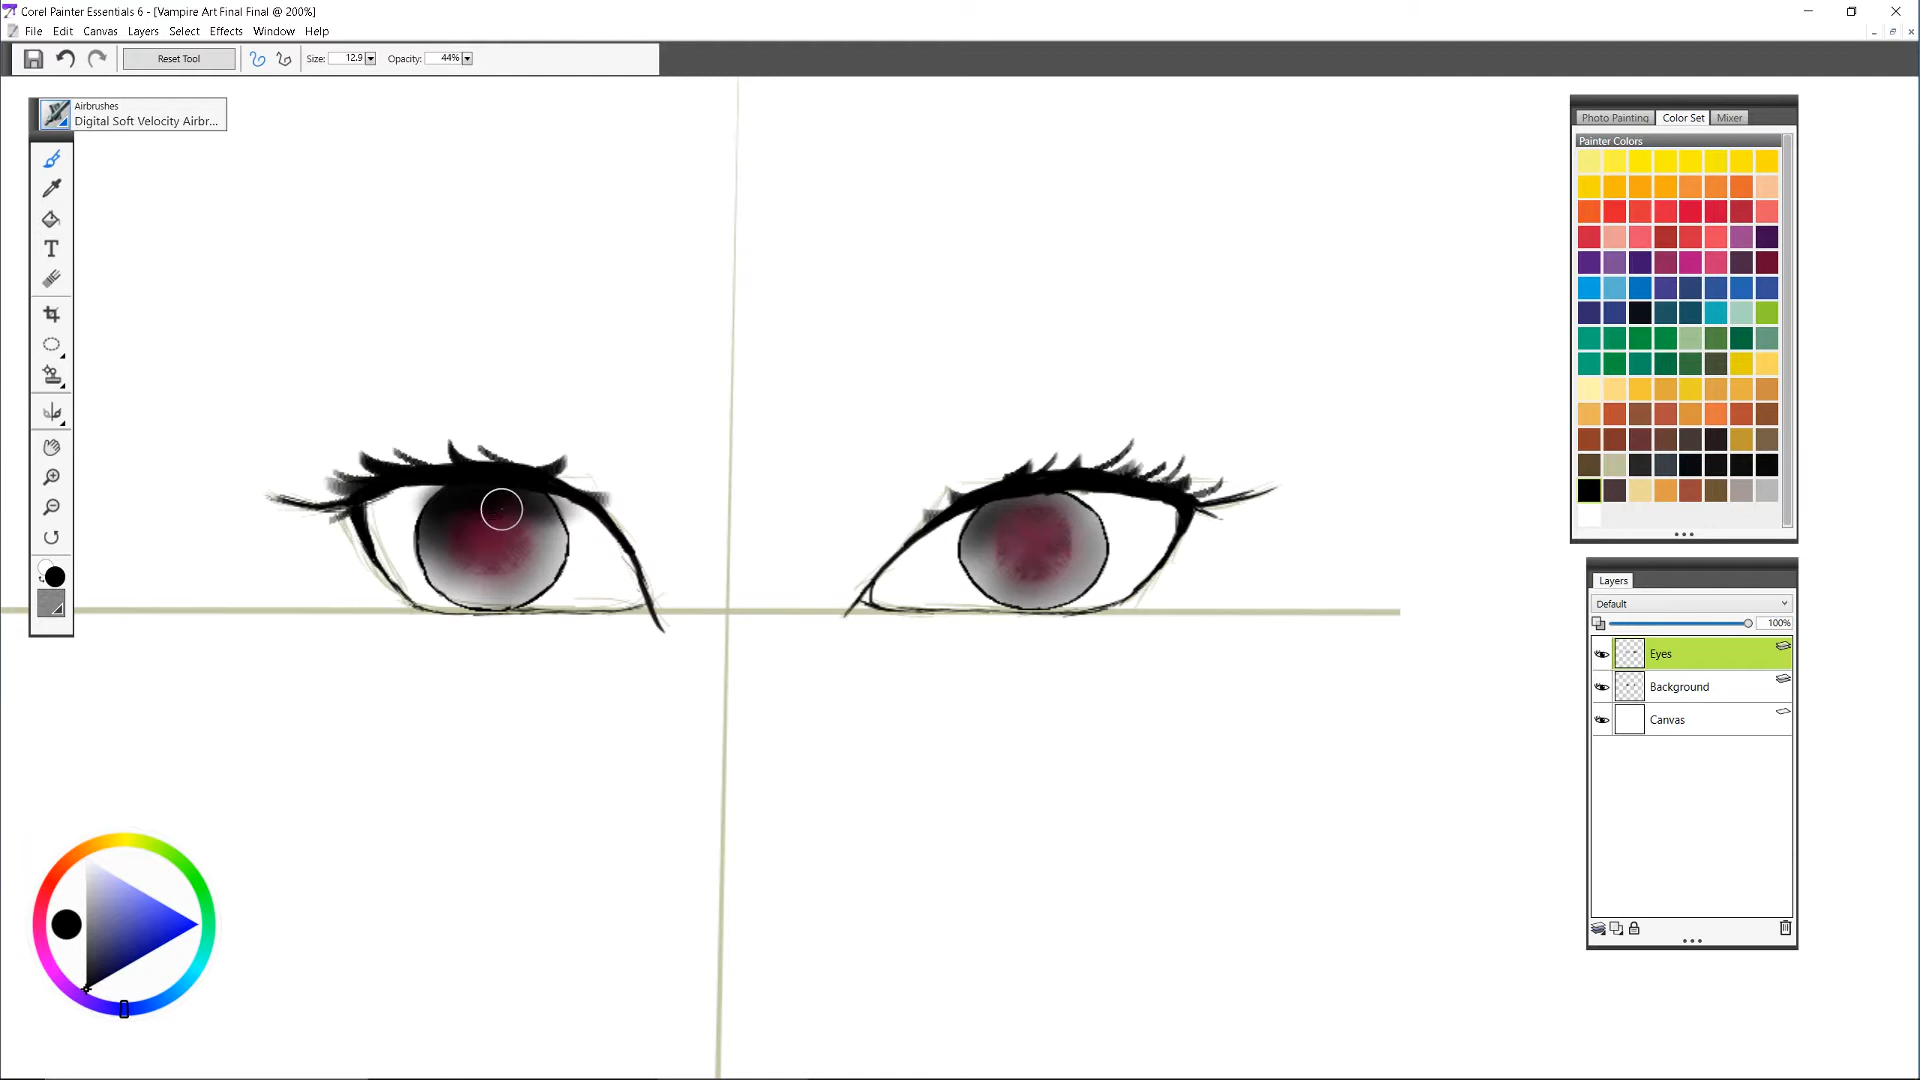 Corel Painter Essentials 6 - [Vampire Art Final Final @ 200%]
File Edit Canvas Layers Select Effects Window Help
Reset Tool Size: 12.9 Opacity: 44%
Airbrushes
Digital Soft Velocity Airbr...
T
Photo Painting Color Set Mixer
Painter Colors
Layers
Default
100%
Eyes
Background
Canvas